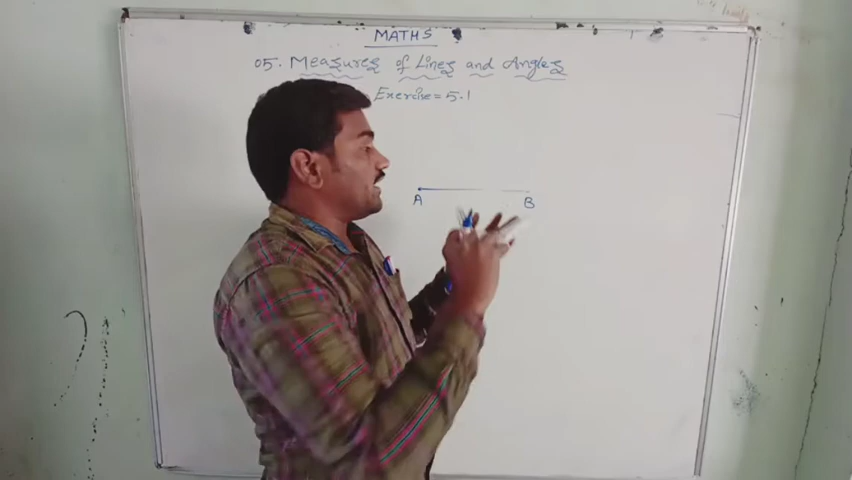 MATHS
05. Measures of Lines and Angles
Exercise = 5.1
A B